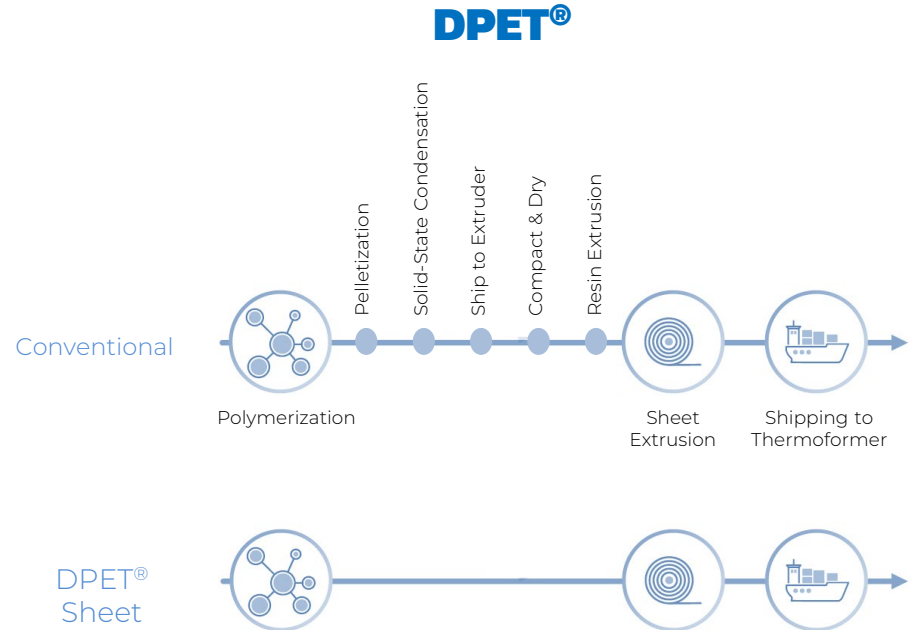 DPET®
Pelletization
Solid-State Condensation
Ship to Extruder
Compact & Dry
Resin Extrusion
Conventional
Polymerization
Sheet
Extrusion
Shipping to
Thermoformer
DPET®
Sheet